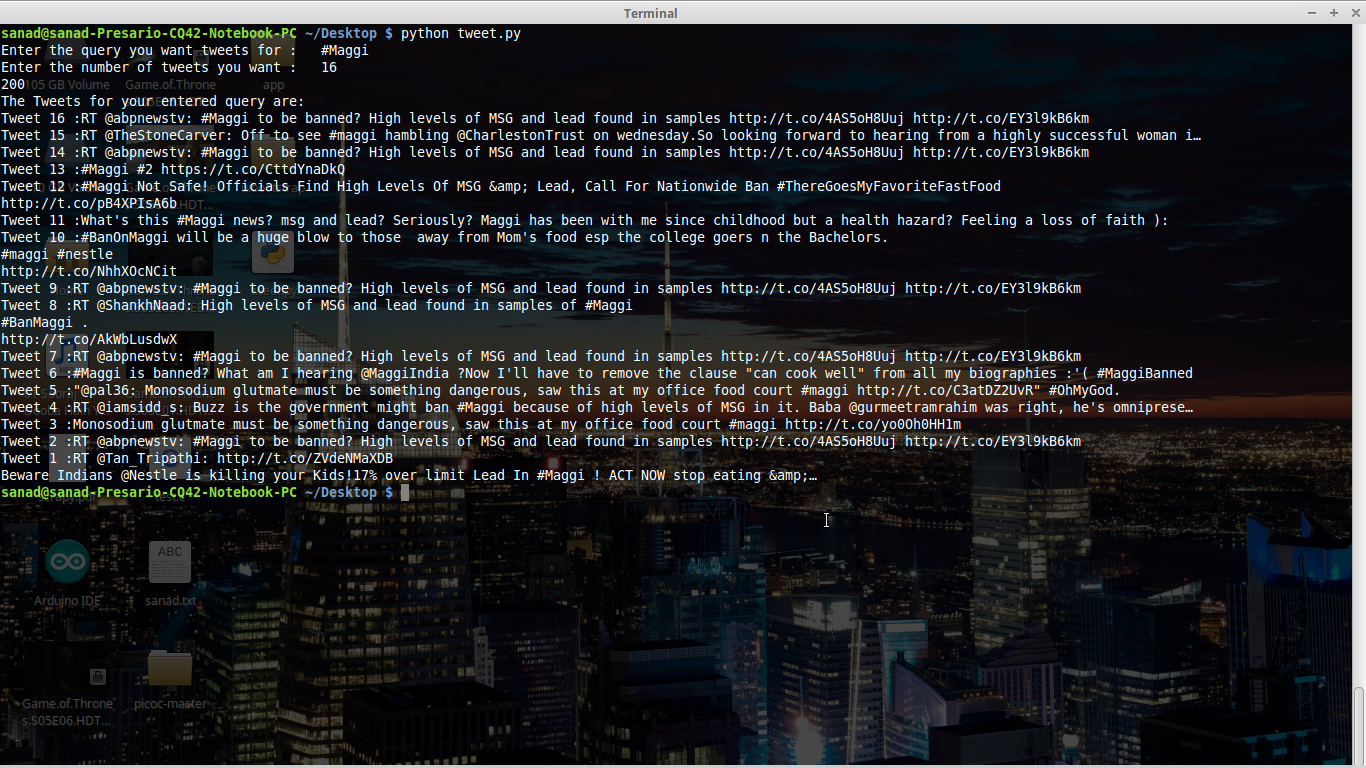 Terminal
sanad@sanad-Presario-CQ42-Notebook-PC ~/Desktop $ python tweet.py
Enter the query you want tweets for :   #Maggi
Enter the number of tweets you want :   16
200
The Tweets for your entered query are:
Tweet 16 :RT @abpnewstv: #Maggi to be banned? High levels of MSG and lead found in samples http://t.co/4AS5oH8Uuj http://t.co/EY3l9kB6km
Tweet 15 :RT @TheStoneCarver: Off to see #maggi hambling @CharlestonTrust on wednesday.So looking forward to hearing from a highly successful woman i…
Tweet 14 :RT @abpnewstv: #Maggi to be banned? High levels of MSG and lead found in samples http://t.co/4AS5oH8Uuj http://t.co/EY3l9kB6km
Tweet 13 :#Maggi #2 https://t.co/CttdYnaDkQ
Tweet 12 :#Maggi Not Safe! Officials Find High Levels Of MSG &amp; Lead, Call For Nationwide Ban #ThereGoesMyFavoriteFastFood
http://t.co/pB4XPIsA6b
Tweet 11 :What's this #Maggi news? msg and lead? Seriously? Maggi has been with me since childhood but a health hazard? Feeling a loss of faith ):
Tweet 10 :#BanOnMaggi will be a huge blow to those  away from Mom's food esp the college goers n the Bachelors.
#maggi #nestle
http://t.co/NhhXOcNCit
Tweet 9 :RT @abpnewstv: #Maggi to be banned? High levels of MSG and lead found in samples http://t.co/4AS5oH8Uuj http://t.co/EY3l9kB6km
Tweet 8 :RT @ShankhNaad: High levels of MSG and lead found in samples of #Maggi
#BanMaggi .
http://t.co/AkWbLusdwX
Tweet 7 :RT @abpnewstv: #Maggi to be banned? High levels of MSG and lead found in samples http://t.co/4AS5oH8Uuj http://t.co/EY3l9kB6km
Tweet 6 :#Maggi is banned? What am I hearing @MaggiIndia ?Now I'll have to remove the clause "can cook well" from all my biographies :'( #MaggiBanned
Tweet 5 :"@pal36: Monosodium glutmate must be something dangerous, saw this at my office food court #maggi http://t.co/C3atDZ2UvR" #OhMyGod.
Tweet 4 :RT @iamsidd_s: Buzz is the government might ban #Maggi because of high levels of MSG in it. Baba @gurmeetramrahim was right, he's omniprese…
Tweet 3 :Monosodium glutmate must be something dangerous, saw this at my office food court #maggi http://t.co/yo0Oh0HH1m
Tweet 2 :RT @abpnewstv: #Maggi to be banned? High levels of MSG and lead found in samples http://t.co/4AS5oH8Uuj http://t.co/EY3l9kB6km
Tweet 1 :RT @Tan_Tripathi: http://t.co/ZVdeNMaXDB
Beware Indians @Nestle is killing your Kids!17% over limit Lead In #Maggi ! ACT NOW stop eating &amp;…
sanad@sanad-Presario-CQ42-Notebook-PC ~/Desktop $
105 GB Volume
Game.of.Throne
app
ABC
Arduino IDE
sanad.txt
Game.of.Throne
s.S05E06.HDT...
picoc-master